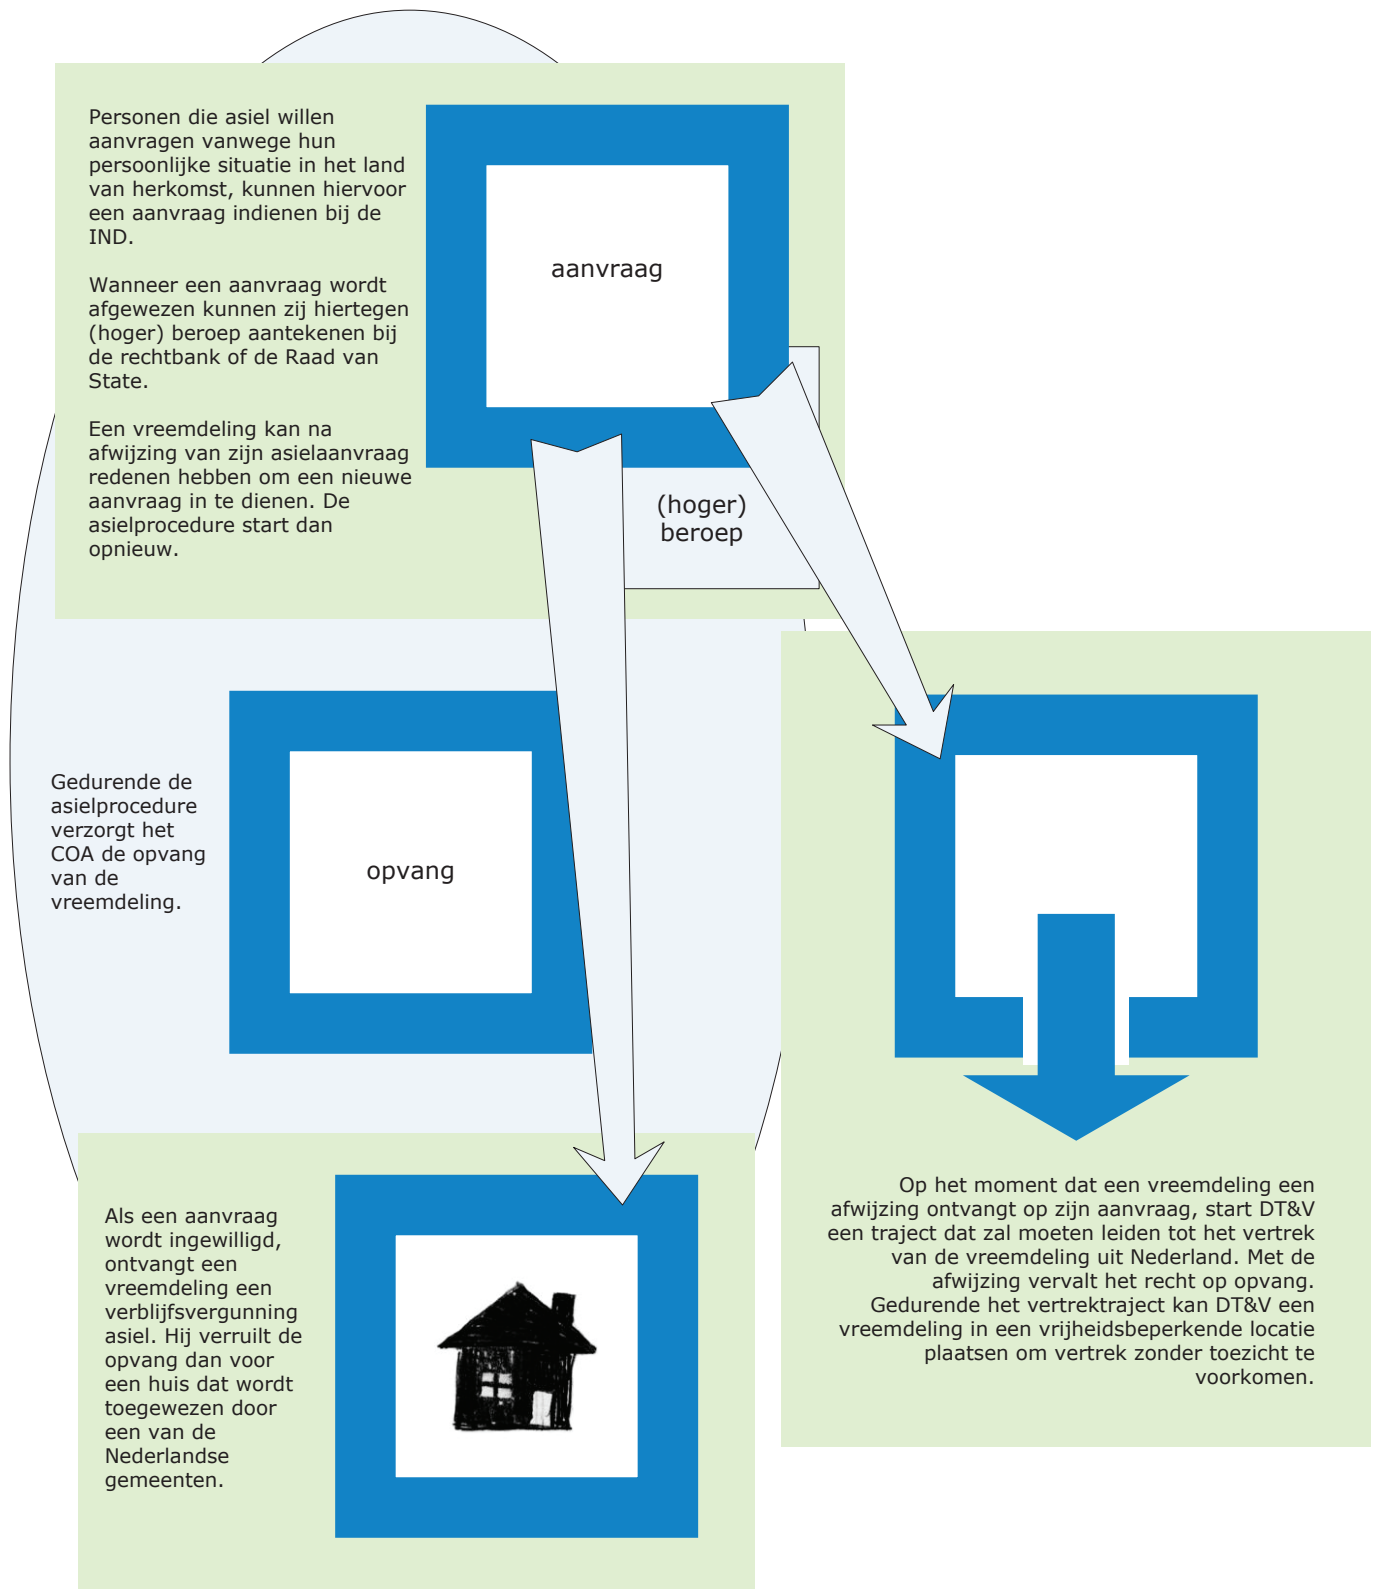 Personen die asiel willen
aanvragen vanwege hun
persoonlijke situatie in het land
van herkomst, kunnen hiervoor
een aanvraag indienen bij de
IND.
Wanneer een aanvraag wordt
afgewezen kunnen zij hiertegen
(hoger) beroep aantekenen bij
de rechtbank of de Raad van
State.
Een vreemdeling kan na
afwijzing van zijn asielaanvraag
redenen hebben om een nieuwe
aanvraag in te dienen. De
asielprocedure start dan
opnieuw.
aanvraag
(hoger)
beroep
Gedurende de
asielprocedure
verzorgt het
COA de opvang
van de
vreemdeling.
opvang
Als een aanvraag
wordt ingewilligd,
ontvangt een
vreemdeling een
verblijfsvergunning
asiel. Hij verruilt de
opvang dan voor
een huis dat wordt
toegewezen door
een van de
Nederlandse
gemeenten.
Op het moment dat een vreemdeling een
afwijzing ontvangt op zijn aanvraag, start DT&V
een traject dat zal moeten leiden tot het vertrek
van de vreemdeling uit Nederland. Met de
afwijzing vervalt het recht op opvang.
Gedurende het vertrektraject kan DT&V een
vreemdeling in een vrijheidsbeperkende locatie
plaatsen om vertrek zonder toezicht te
voorkomen.